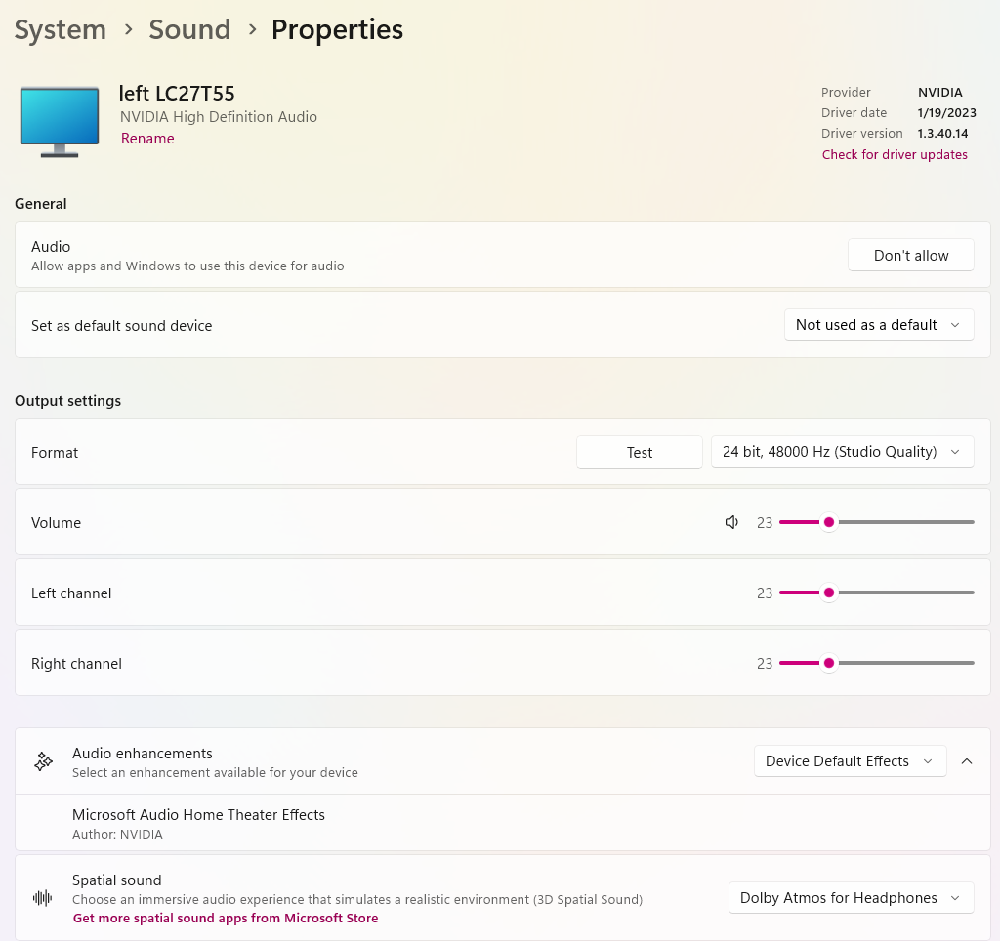 System > Sound > Properties
left LC27T55
NVIDIA High Definition Audio
Rename
Provider NVIDIA
Driver date 1/19/2023
Driver version 1.3.40.14
Check for driver updates
General
Audio
Allow apps and Windows to use this device for audio
Don't allow
Set as default sound device
Not used as a default
Output settings
Format
Test
24 bit, 48000 Hz (Studio Quality)
Volume
23
Left channel
23
Right channel
23
Audio enhancements
Select an enhancement available for your device
Device Default Effects
Microsoft Audio Home Theater Effects
Author: NVIDIA
Spatial sound
Choose an immersive audio experience that simulates a realistic environment (3D Spatial Sound)
Get more spatial sound apps from Microsoft Store
Dolby Atmos for Headphones